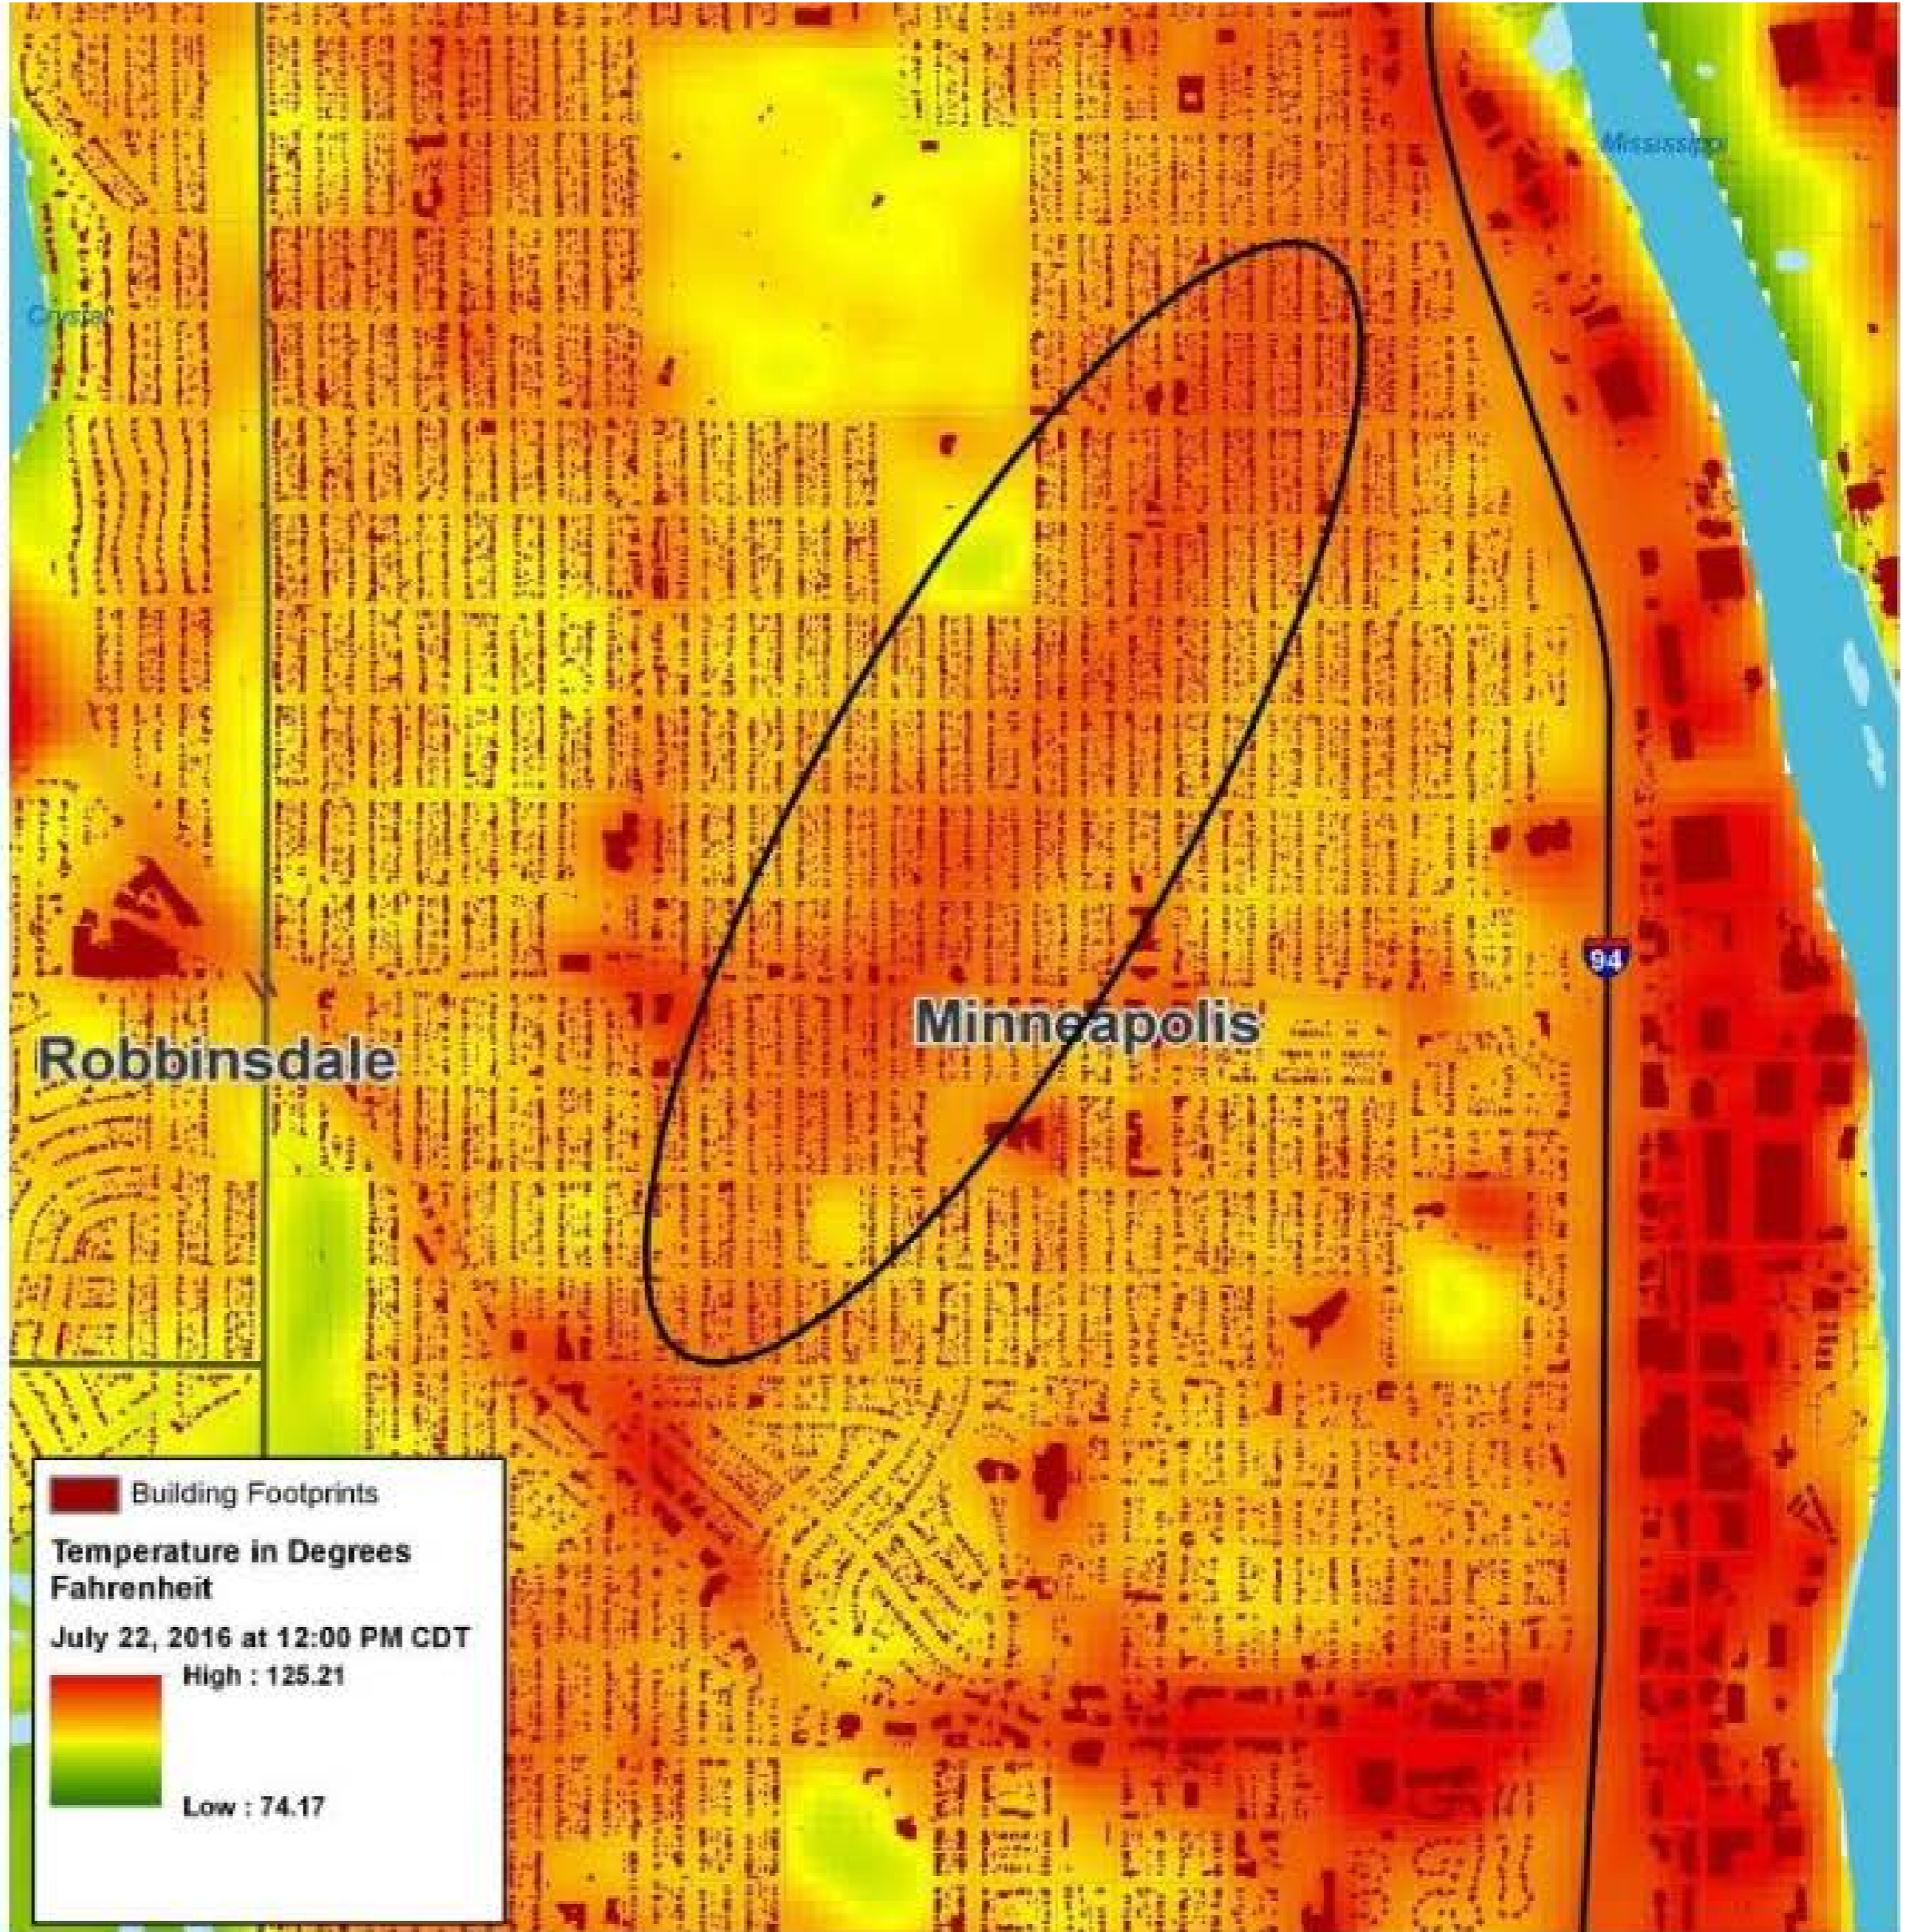 Mississippi
Crystal
94
Minneapolis
Robbinsdale
Building Footprints
Temperature in Degrees
Fahrenheit
July 22, 2016 at 12:00 PM CDT
High : 125.21
Low : 74.17